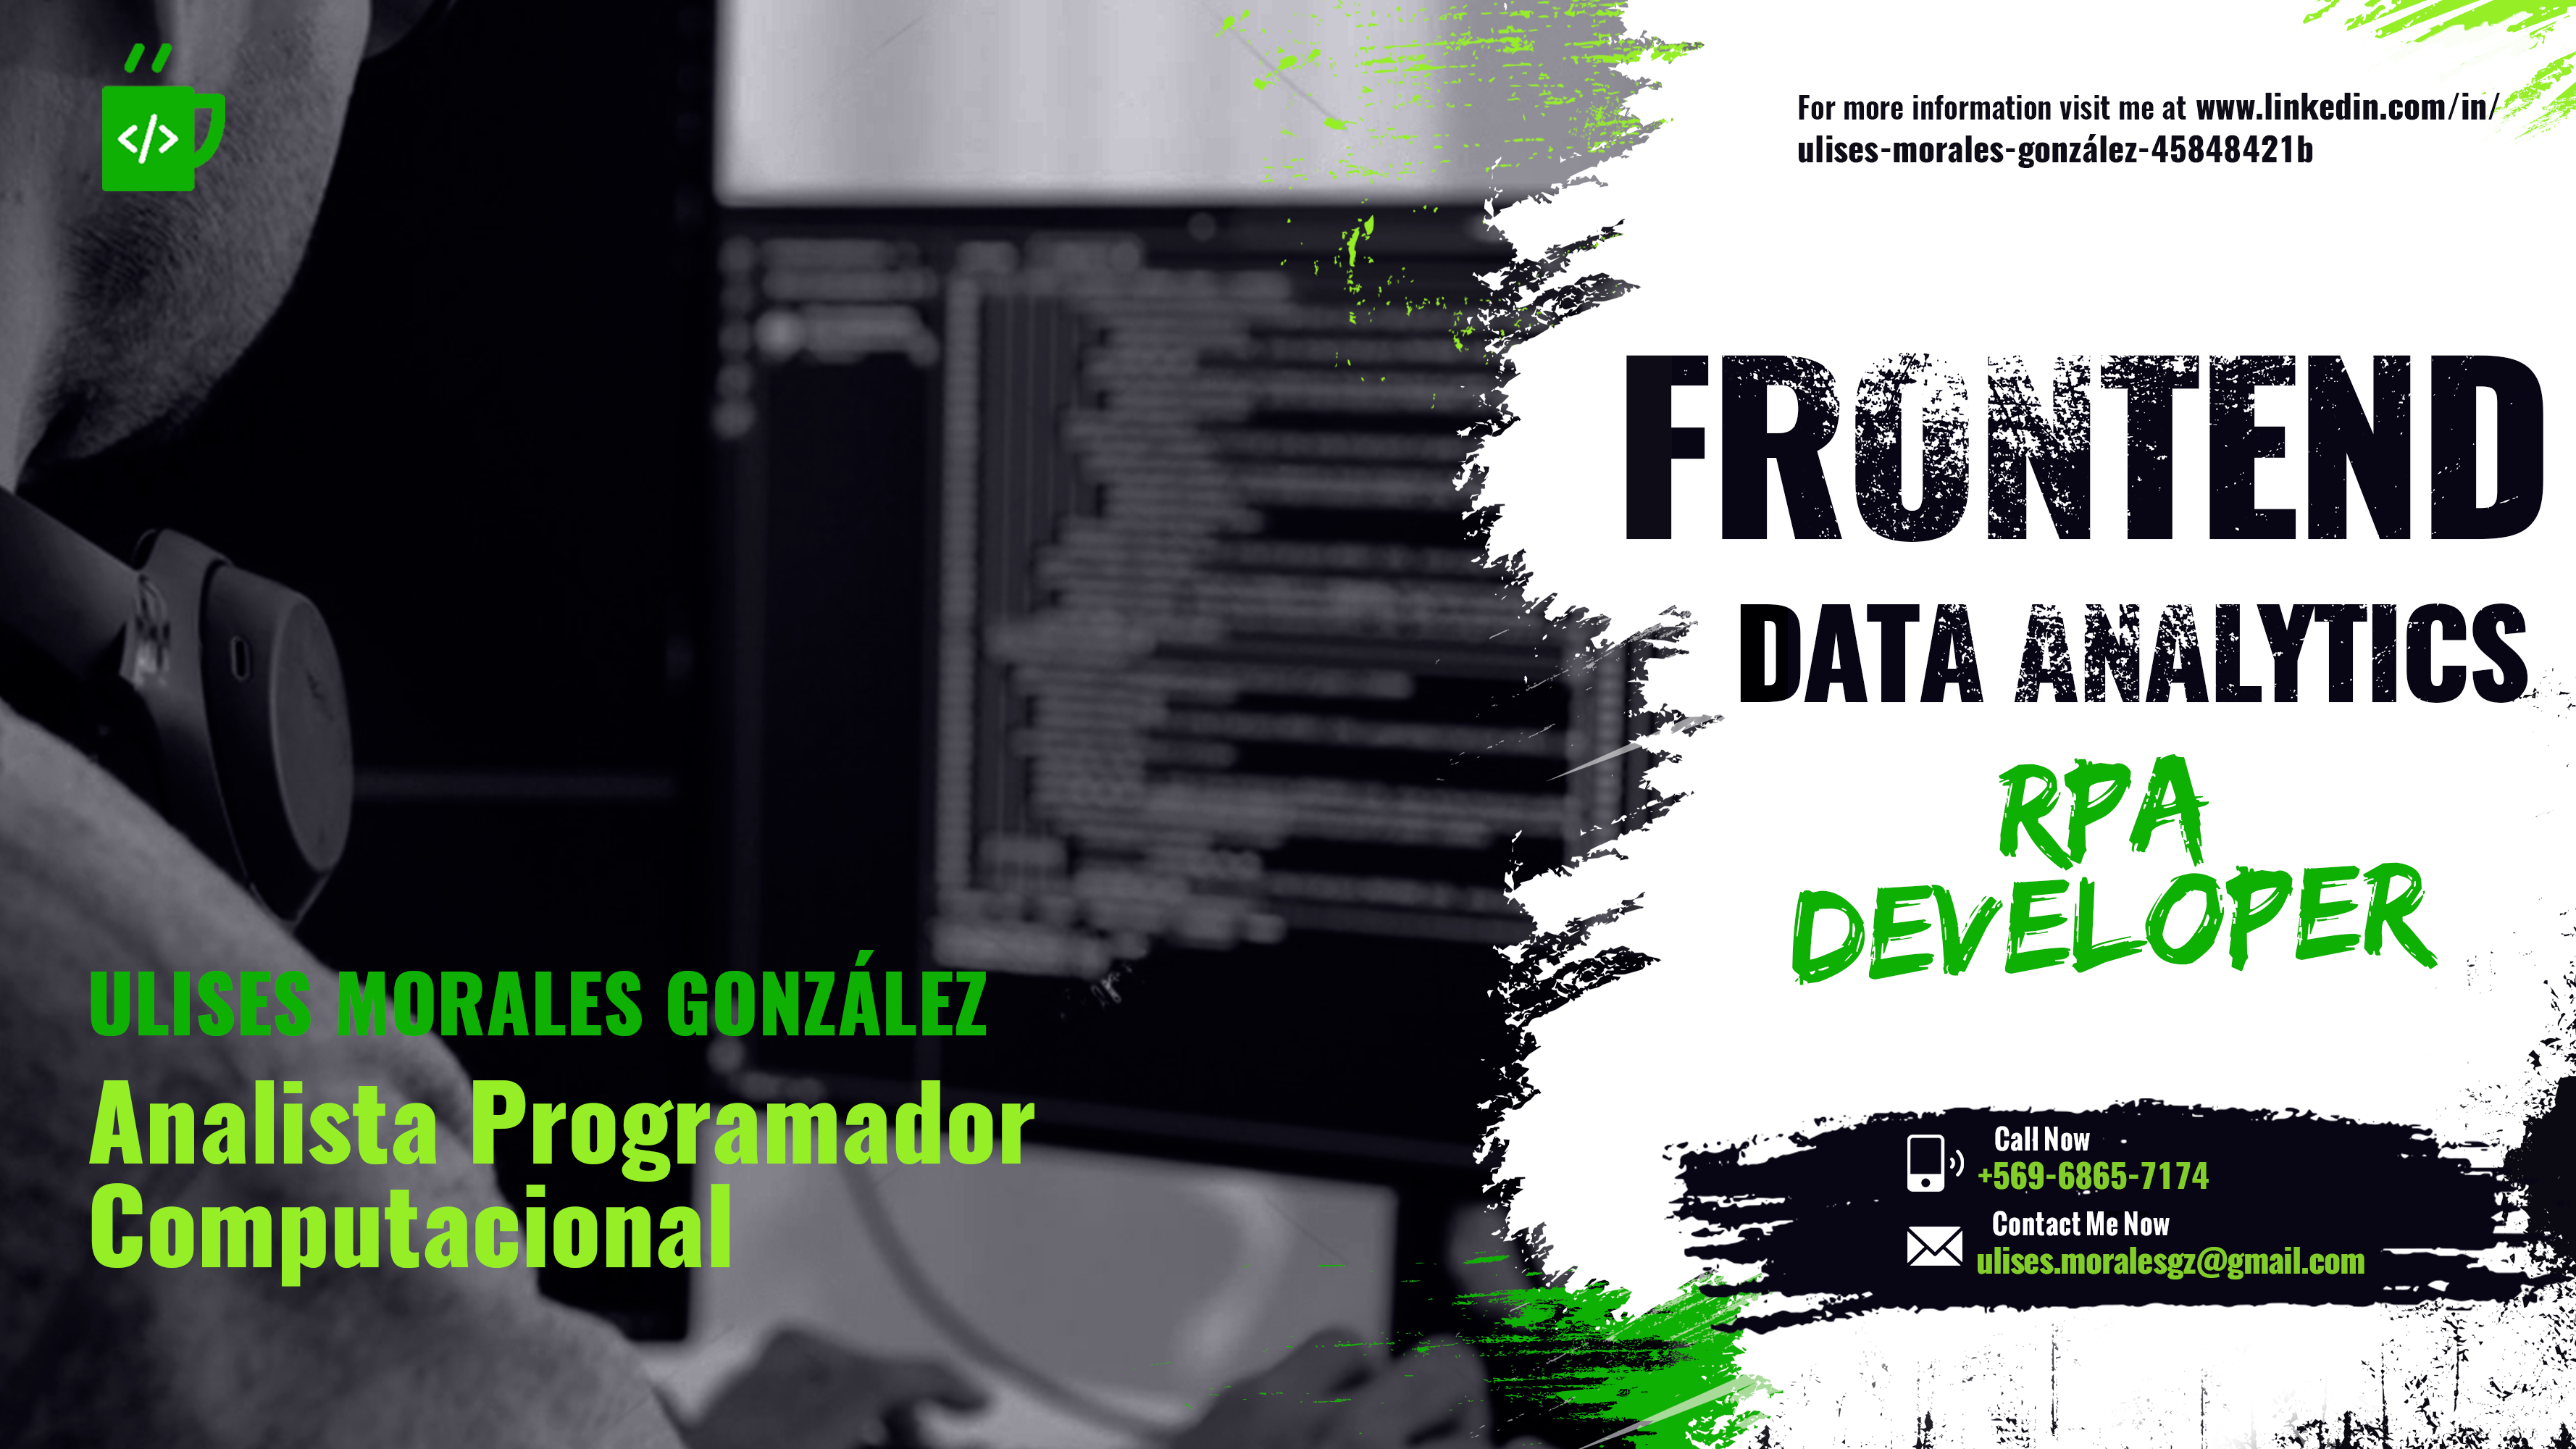 </>
For more information visit me at www.linkedin.com/in/
ulises-morales-gonzález-45848421b
FRONTEND
DATA ANALYTICS
RPA
DEVELOPER
ULISES MORALES GONZÁLEZ
Analista Programador
Computacional
Call Now
+569-6865-7174
Contact Me Now
ulises.moralesgz@gmail.com